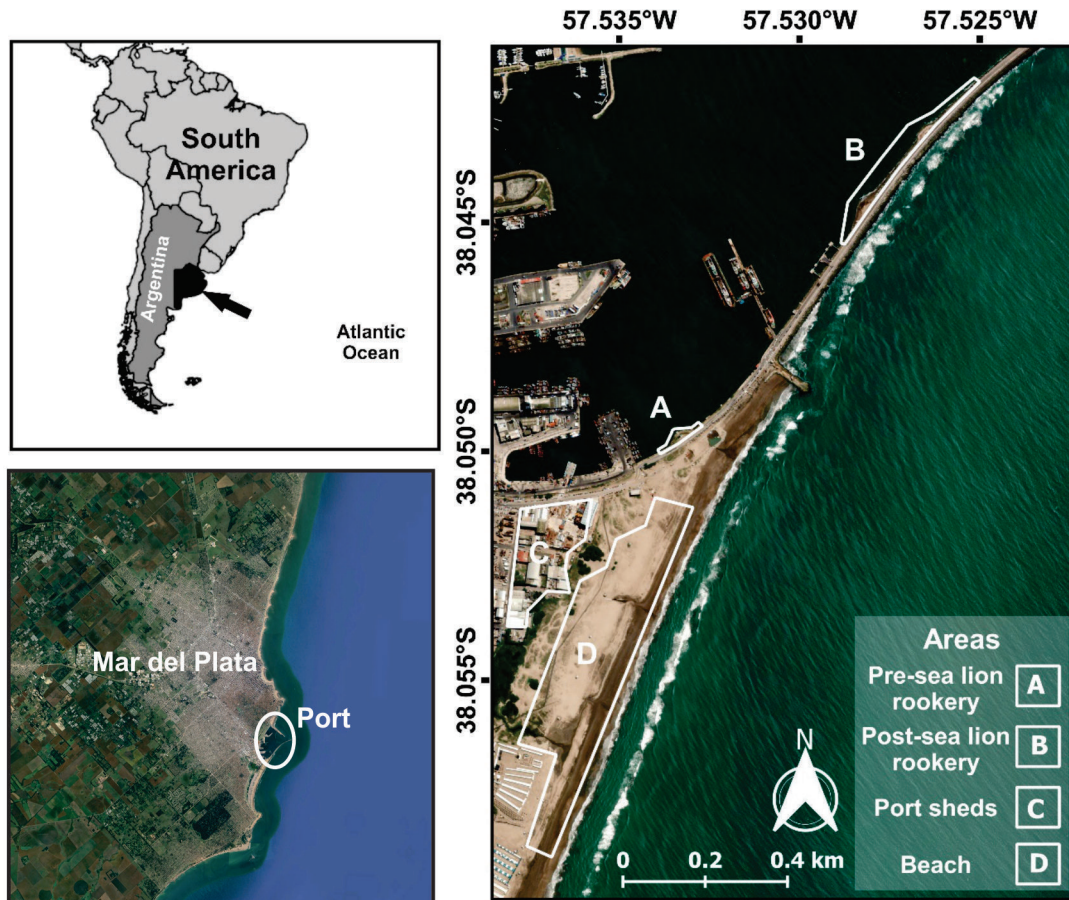 South
America
Argentina
Atlantic
Ocean
Mar del Plata
Port
57.535°W 57.530°W 57.525°W
38.045°S
38.050°S
38.055°S
B
A
C
D
N
0 0.2 0.4 km
Areas
Pre-sea lion
rookery
A
Post-sea lion
rookery
B
Port sheds
C
Beach
D